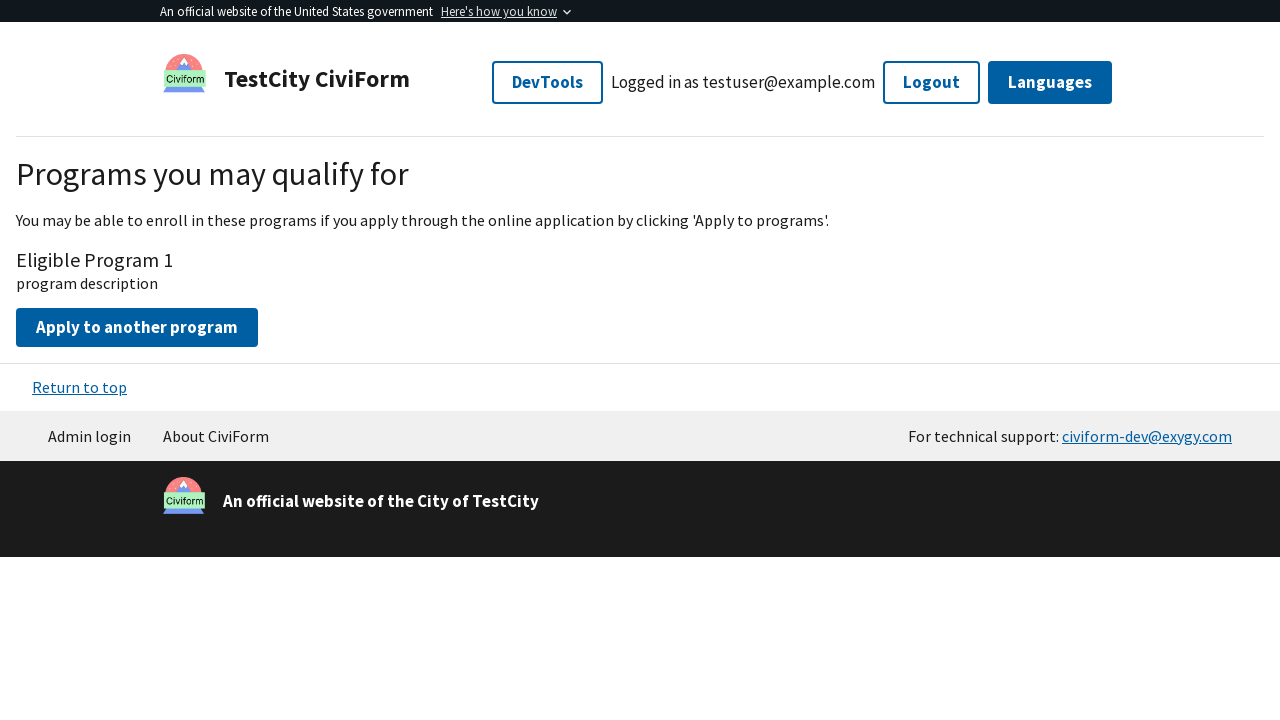 An official website of the United States government Here's how you know
Civiform
TestCity CiviForm
DevTools
Logged in as testuser@example.com
Logout
Languages
Programs you may qualify for
You may be able to enroll in these programs if you apply through the online application by clicking 'Apply to programs'.
Eligible Program 1
program description
Apply to another program
Return to top
Admin login
About CiviForm
For technical support: civiform-dev@exygy.com
Civiform
An official website of the City of TestCity